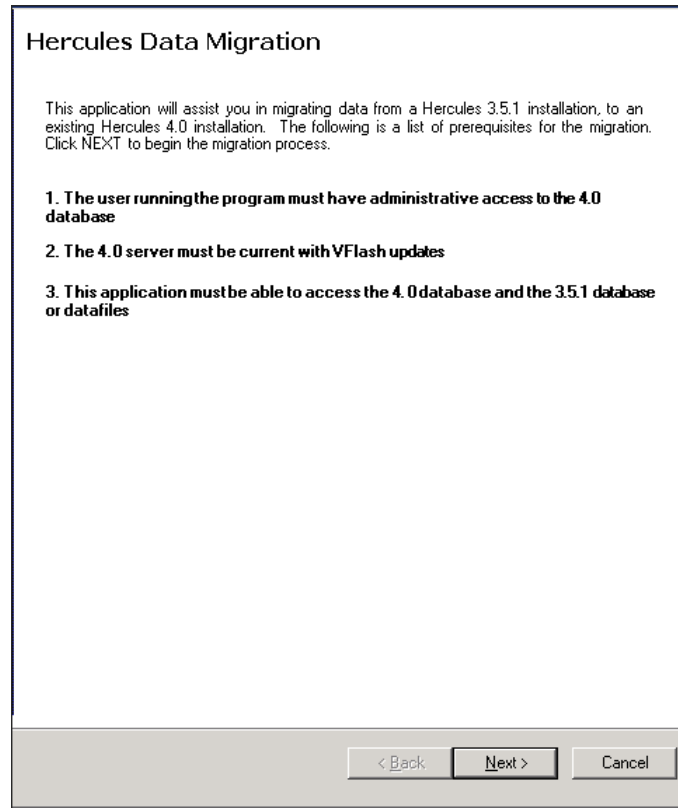 Hercules Data Migration
This application will assist you in migrating data from a Hercules 3.5.1 installation, to an
existing Hercules 4.0 installation. The following is a list of prerequisites for the migration.
Click NEXT to begin the migration process.
1. The user running the program must have administrative access to the 4.0
database
2. The 4.0 server must be current with VFlash updates
3. This application must be able to access the 4.0 database and the 3.5.1 database
or datafiles
< Back
Next >
Cancel